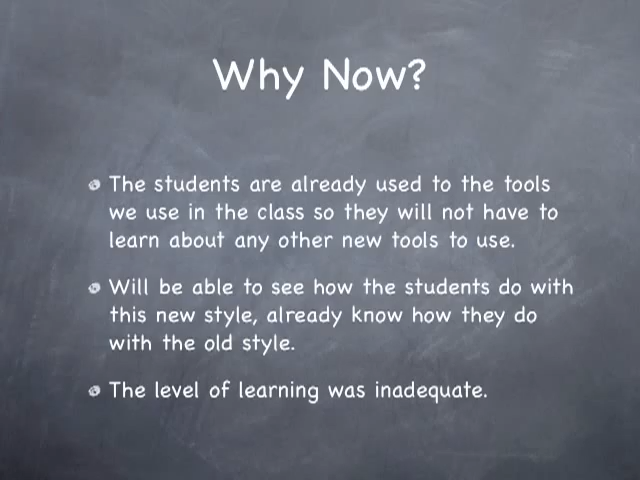 Why Now?
The students are already used to the tools
we use in the class so they will not have to
learn about any other new tools to use.
Will be able to see how the students do with
this new style, already know how they do
with the old style.
The level of learning was inadequate.